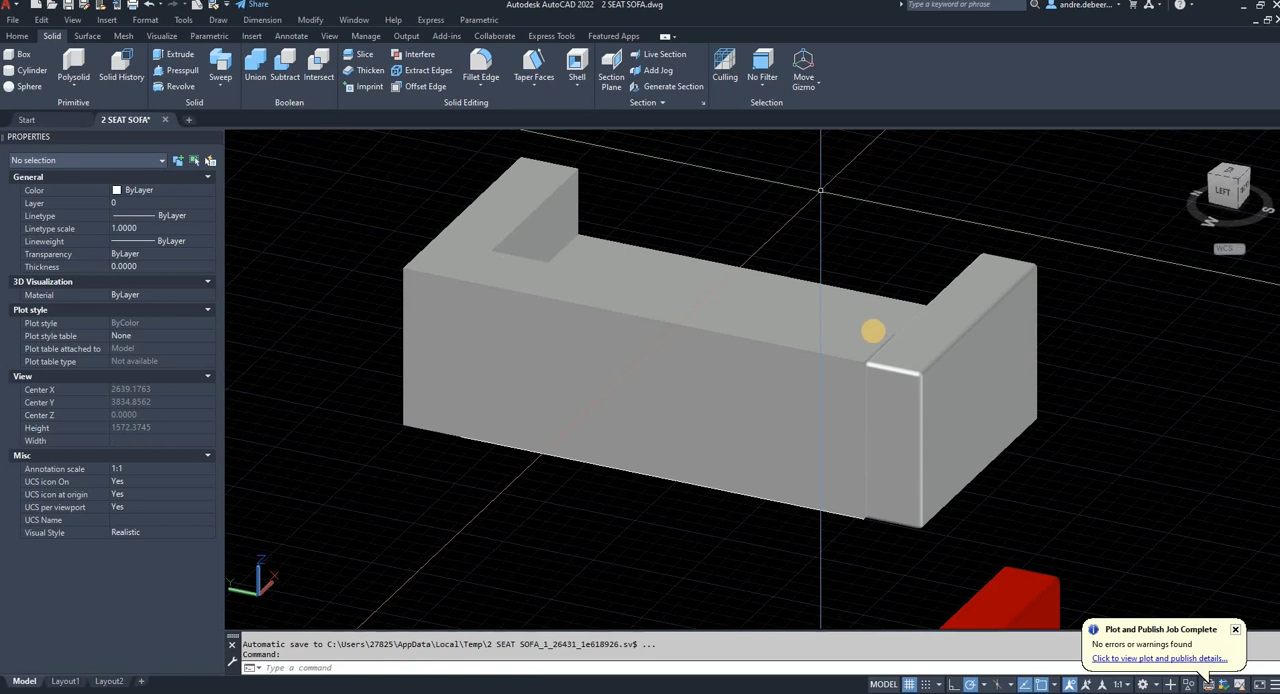 Autodesk AutoCAD 2022 2 SEAT SOFA.dwg
Share
Type a keyword or phrase
andre.debeer...
File Edit View Insert Format Tools Draw Dimension Modify Window Help Express Parametric
Home Solid Surface Mesh Visualize Parametric Insert Annotate View Manage Output Add-ins Collaborate Express Tools Featured Apps
Box
Cylinder
Sphere
Polysolid
Solid History
Primitive
Extrude
Presspull
Revolve
Sweep
Solid
Union
Subtract
Intersect
Boolean
Slice
Thicken
Imprint
Interfere
Extract Edges
Offset Edge
Fillet Edge
Taper Faces
Shell
Solid Editing
Section Plane
Live Section
Add Jog
Generate Section
Section
Culling
No Filter
Move Gizmo
Selection
Start
2 SEAT SOFA*
PROPERTIES
No selection
General
Color ByLayer
Layer 0
Linetype ByLayer
Linetype scale 1.0000
Lineweight ByLayer
Transparency ByLayer
Thickness 0.0000
3D Visualization
Material ByLayer
Plot style
Plot style ByColor
Plot style table None
Plot table attached to Model
Plot table type Not available
View
Center X 2639.1763
Center Y 3834.8562
Center Z 0.0000
Height 1572.3745
Width
Misc
Annotation scale 1:1
UCS icon On Yes
UCS icon at origin Yes
UCS per viewport Yes
UCS Name
Visual Style Realistic
LEFT
N
S
W
WCS
Z
Y
X
Automatic save to C:\Users\27825\AppData\Local\Temp\2 SEAT SOFA_1_26431_1e618926.sv$ ...
Command:
Type a command
Plot and Publish Job Complete
No errors or warnings found
Click to view plot and publish details...
Model Layout1 Layout2
MODEL
1:1